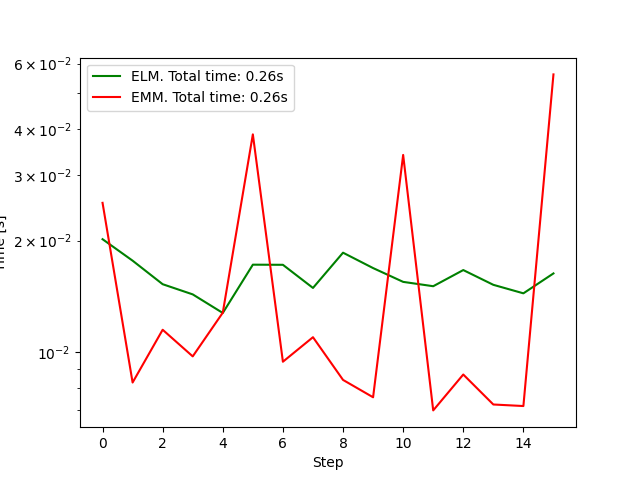 ELM. Total time: 0.26s
EMM. Total time: 0.26s
6 × 10⁻²
4 × 10⁻²
3 × 10⁻²
2 × 10⁻²
10⁻²
Time [s]
0 2 4 6 8 10 12 14
Step